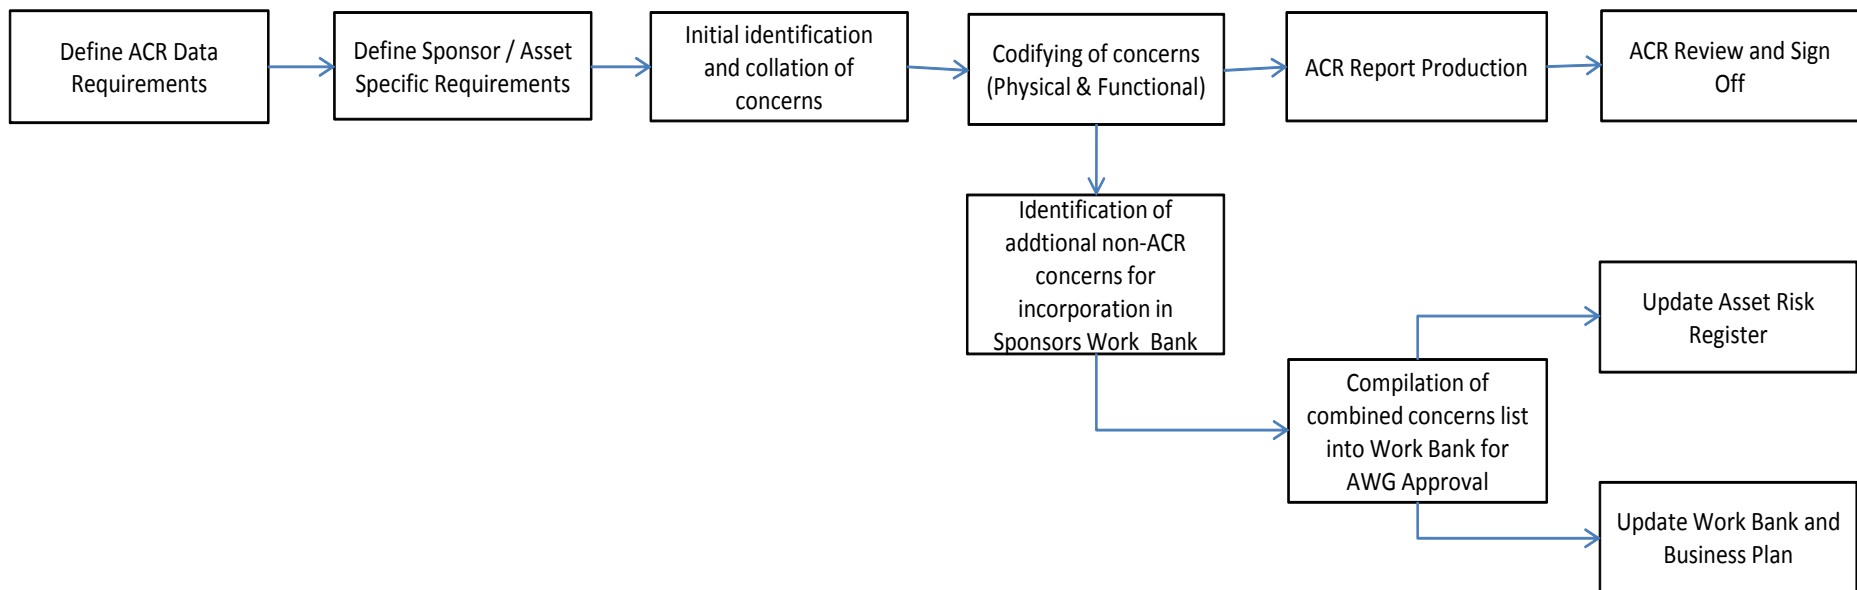 Define ACR Data
Requirements
Define Sponsor / Asset
Specific Requirements
Initial identification
and collation of
concerns
Codifying of concerns
(Physical & Functional)
ACR Report Production
ACR Review and Sign
Off
Identification of
addtional non-ACR
concerns for
incorporation in
Sponsors Work Bank
Compilation of
combined concerns list
into Work Bank for
AWG Approval
Update Asset Risk
Register
Update Work Bank and
Business Plan